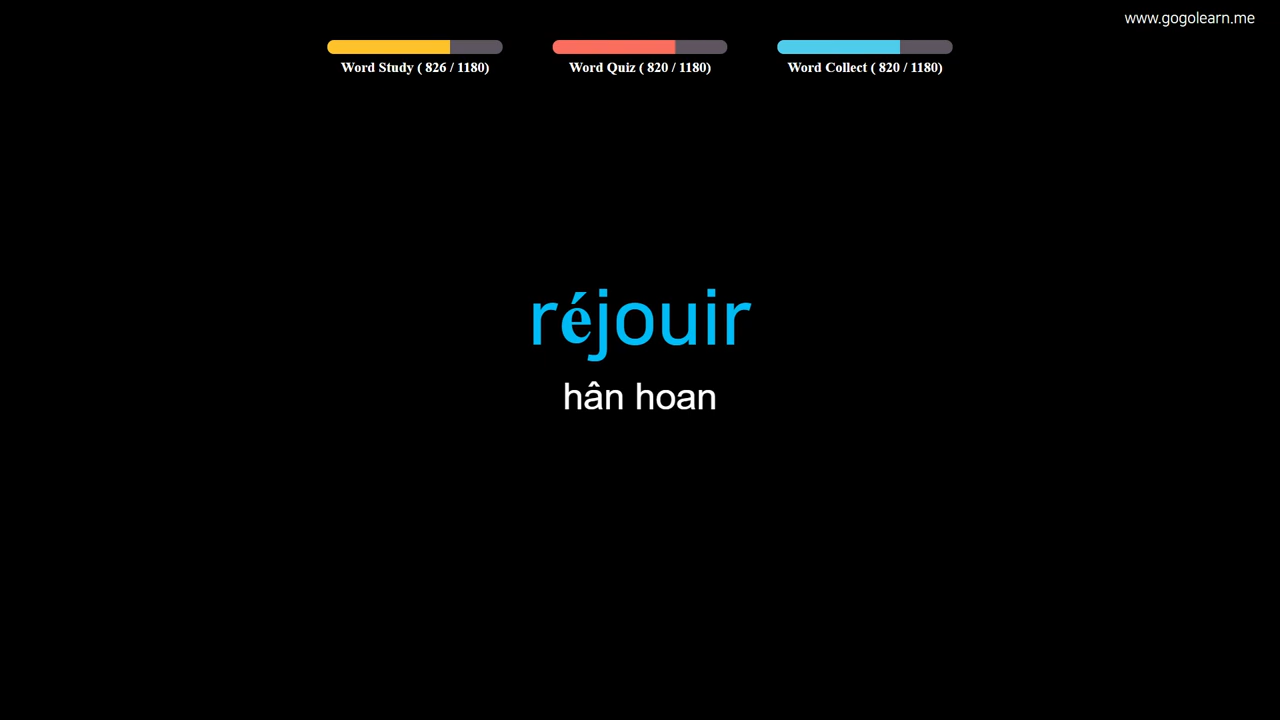 www.gogolearn.me
Word Study ( 826 / 1180)
Word Quiz ( 820 / 1180)
Word Collect ( 820 / 1180)
réjouir
hân hoan